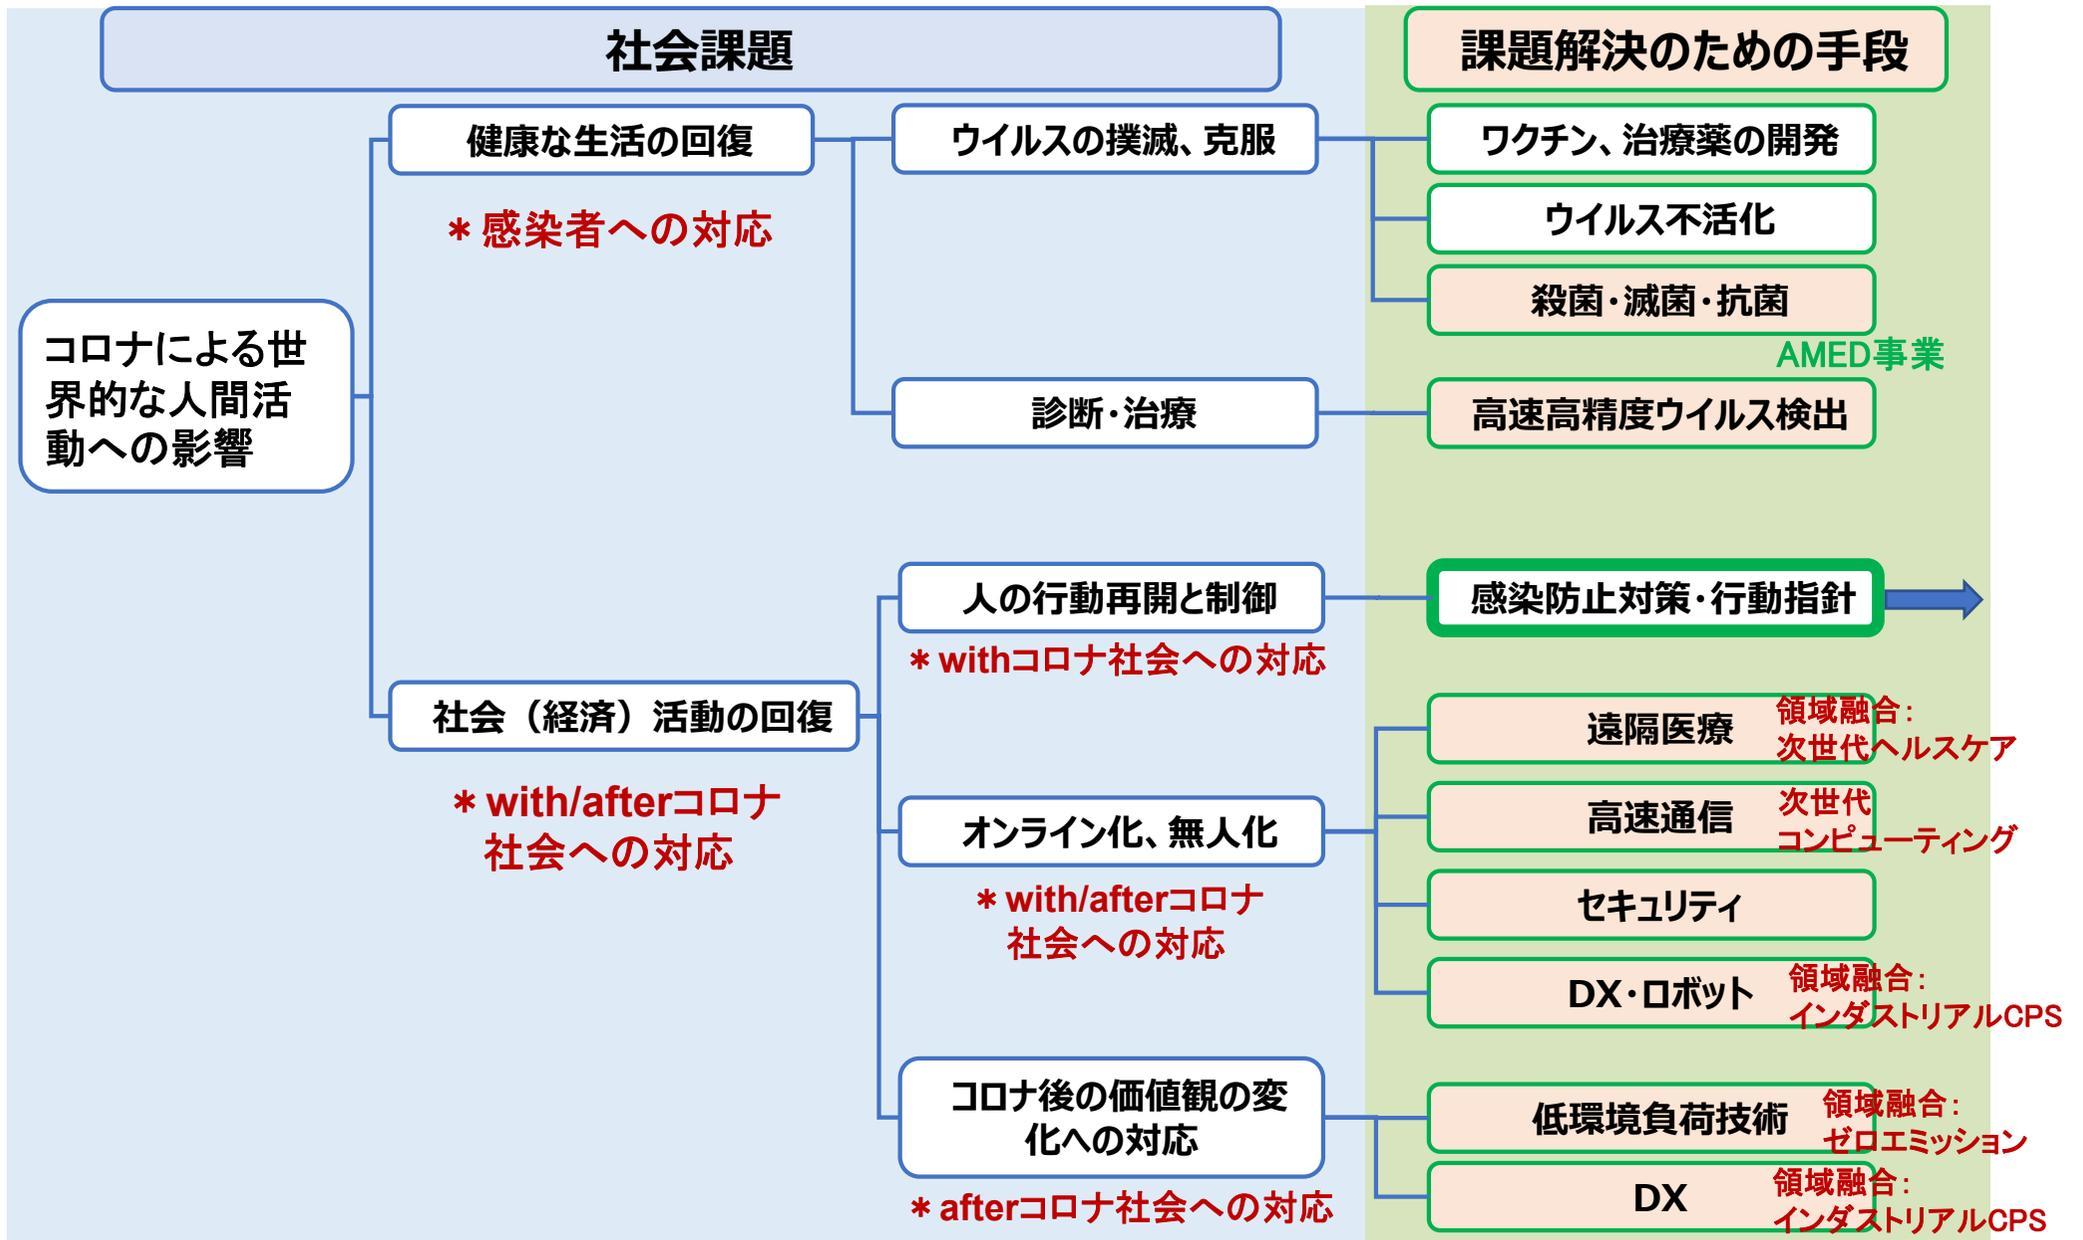 社会課題
課題解決のための手段
コロナによる世
界的な人間活
動への影響
健康な生活の回復
＊感染者への対応
ウイルスの撲滅、克服
ワクチン、治療薬の開発
ウイルス不活化
殺菌・滅菌・抗菌
AMED事業
診断・治療
高速高精度ウイルス検出
社会（経済）活動の回復
＊with/afterコロナ
社会への対応
人の行動再開と制御
＊withコロナ社会への対応
感染防止対策・行動指針
オンライン化、無人化
＊with/afterコロナ
社会への対応
遠隔医療
領域融合：
次世代ヘルスケア
高速通信
次世代
コンピューティング
セキュリティ
DX・ロボット
領域融合：
インダストリアルCPS
コロナ後の価値観の変
化への対応
＊afterコロナ社会への対応
低環境負荷技術
領域融合：
ゼロエミッション
DX
領域融合：
インダストリアルCPS